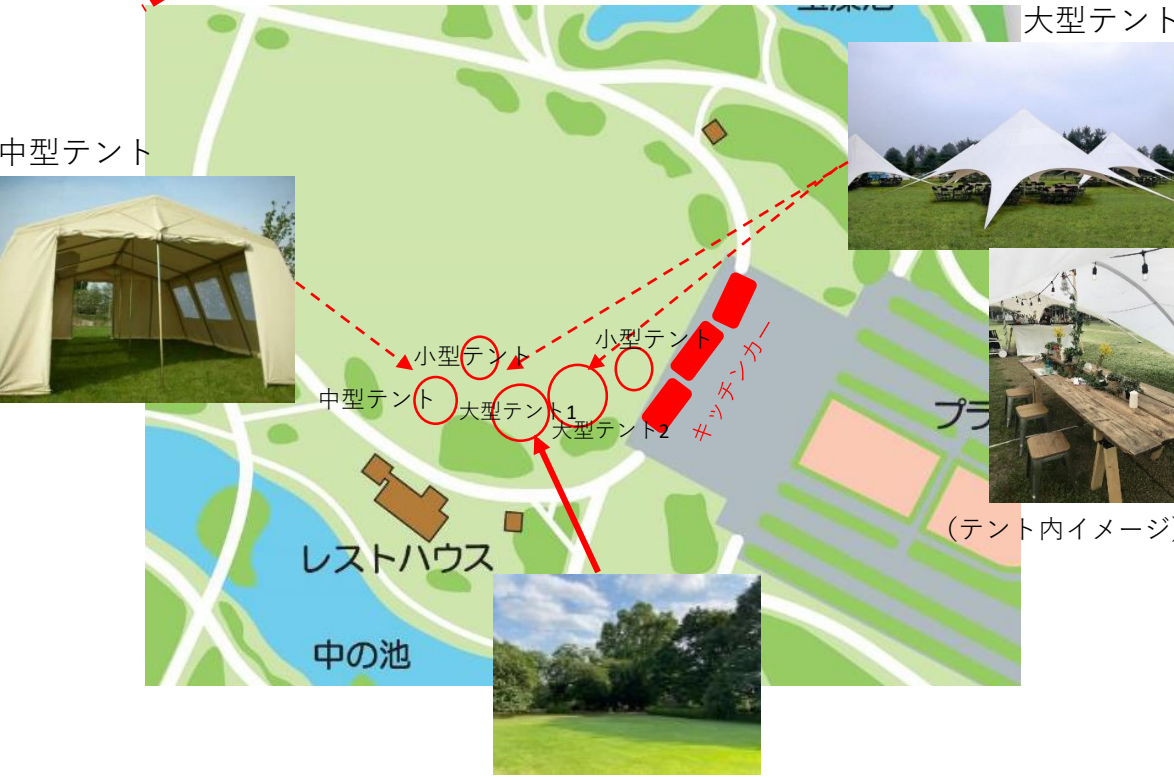 大型テント
中型テント
小型テント
小型テント
中型テント
大型テント1
大型テント2
キッチンカー
プラ
(テント内イメージ)
レストハウス
中の池